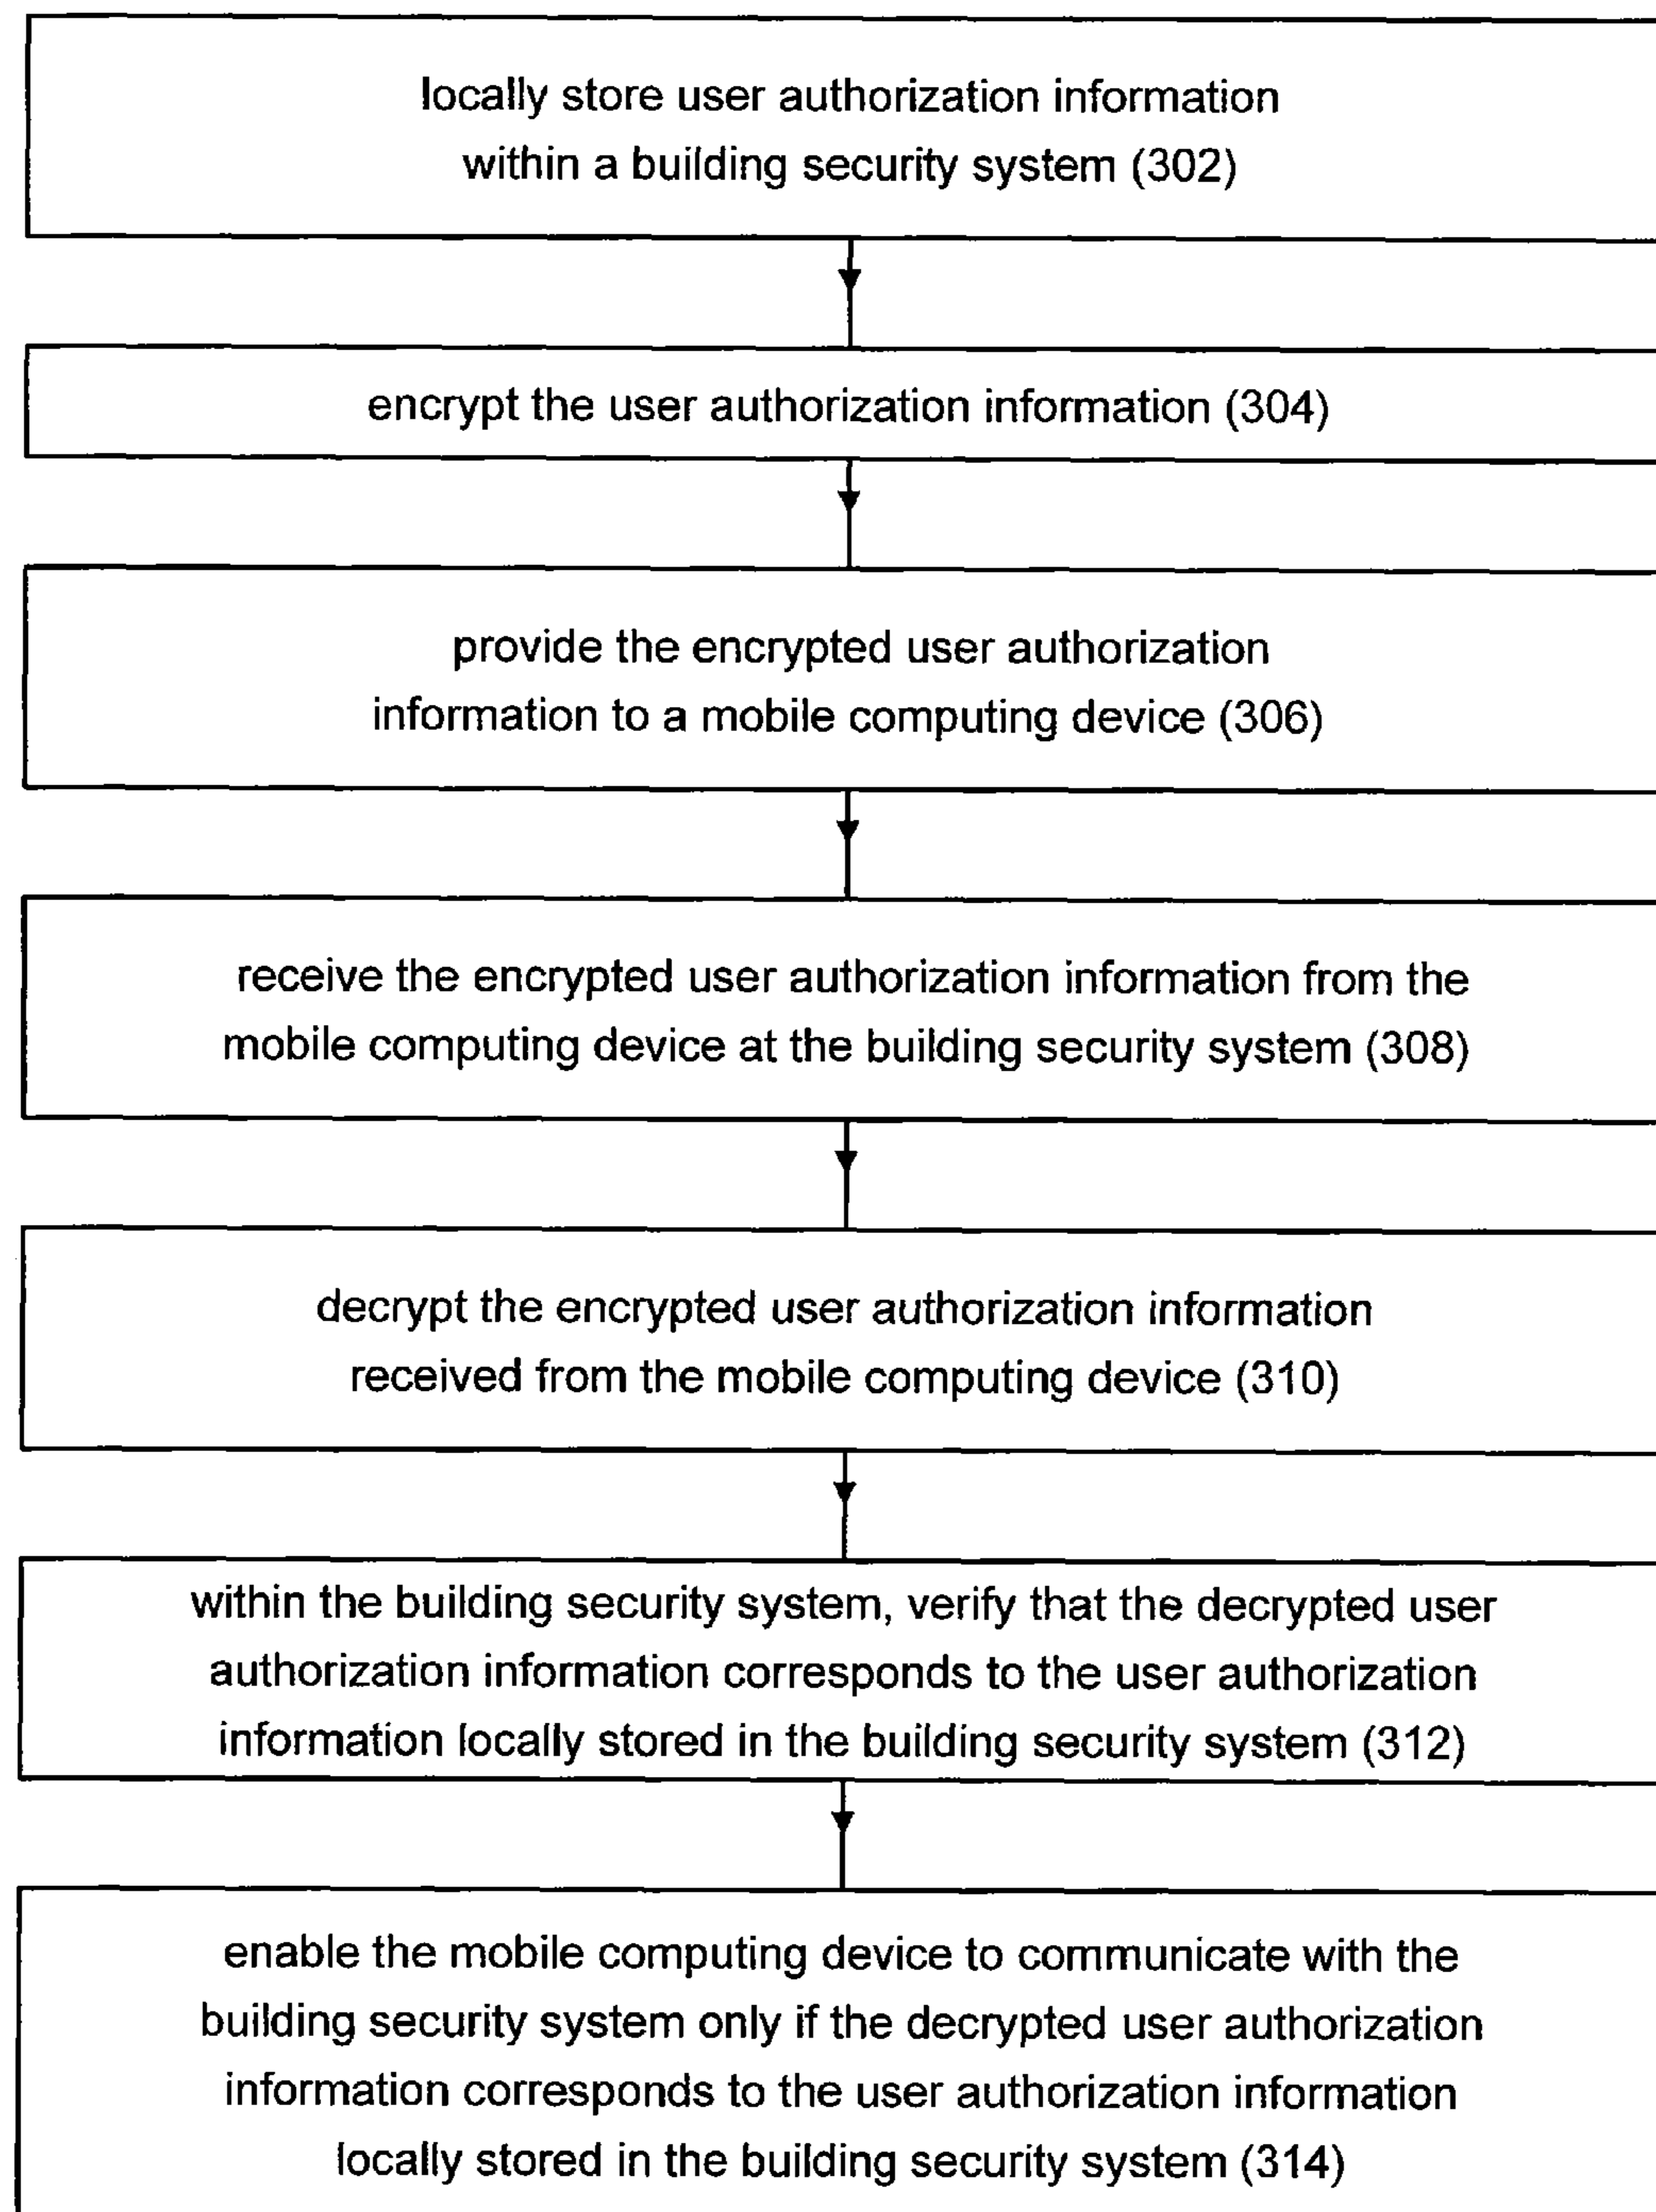 locally store user authorization information
within a building security system (302)
encrypt the user authorization information (304)
provide the encrypted user authorization
information to a mobile computing device (306)
receive the encrypted user authorization information from the
mobile computing device at the building security system (308)
decrypt the encrypted user authorization information
received from the mobile computing device (310)
within the building security system, verify that the decrypted user
authorization information corresponds to the user authorization
information locally stored in the building security system (312)
enable the mobile computing device to communicate with the
building security system only if the decrypted user authorization
information corresponds to the user authorization information
locally stored in the building security system (314)